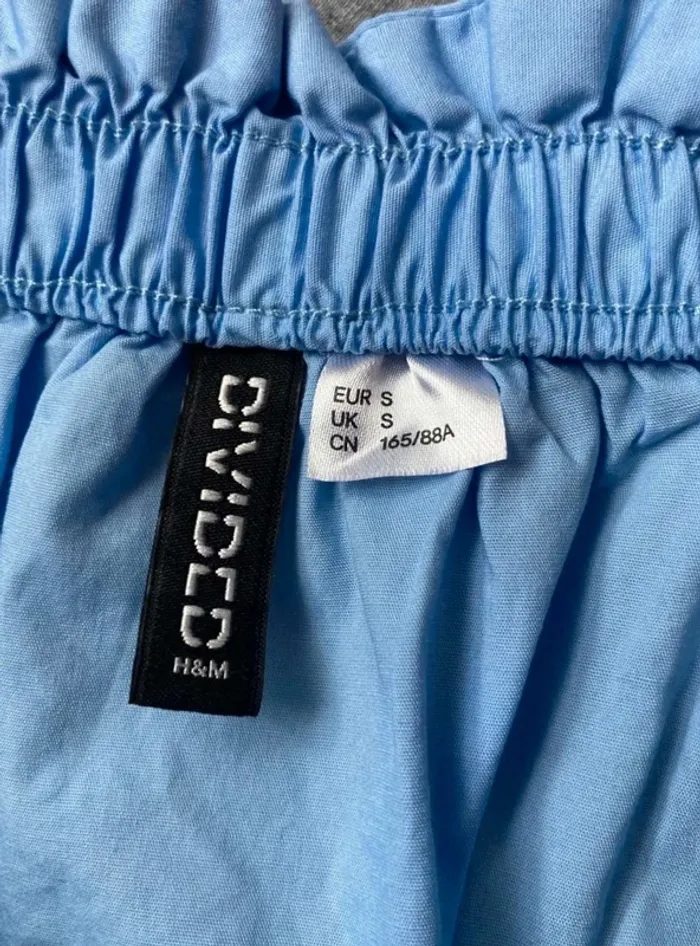 DIVIDED
H&M
EUR S
UK S
CN 165/88A